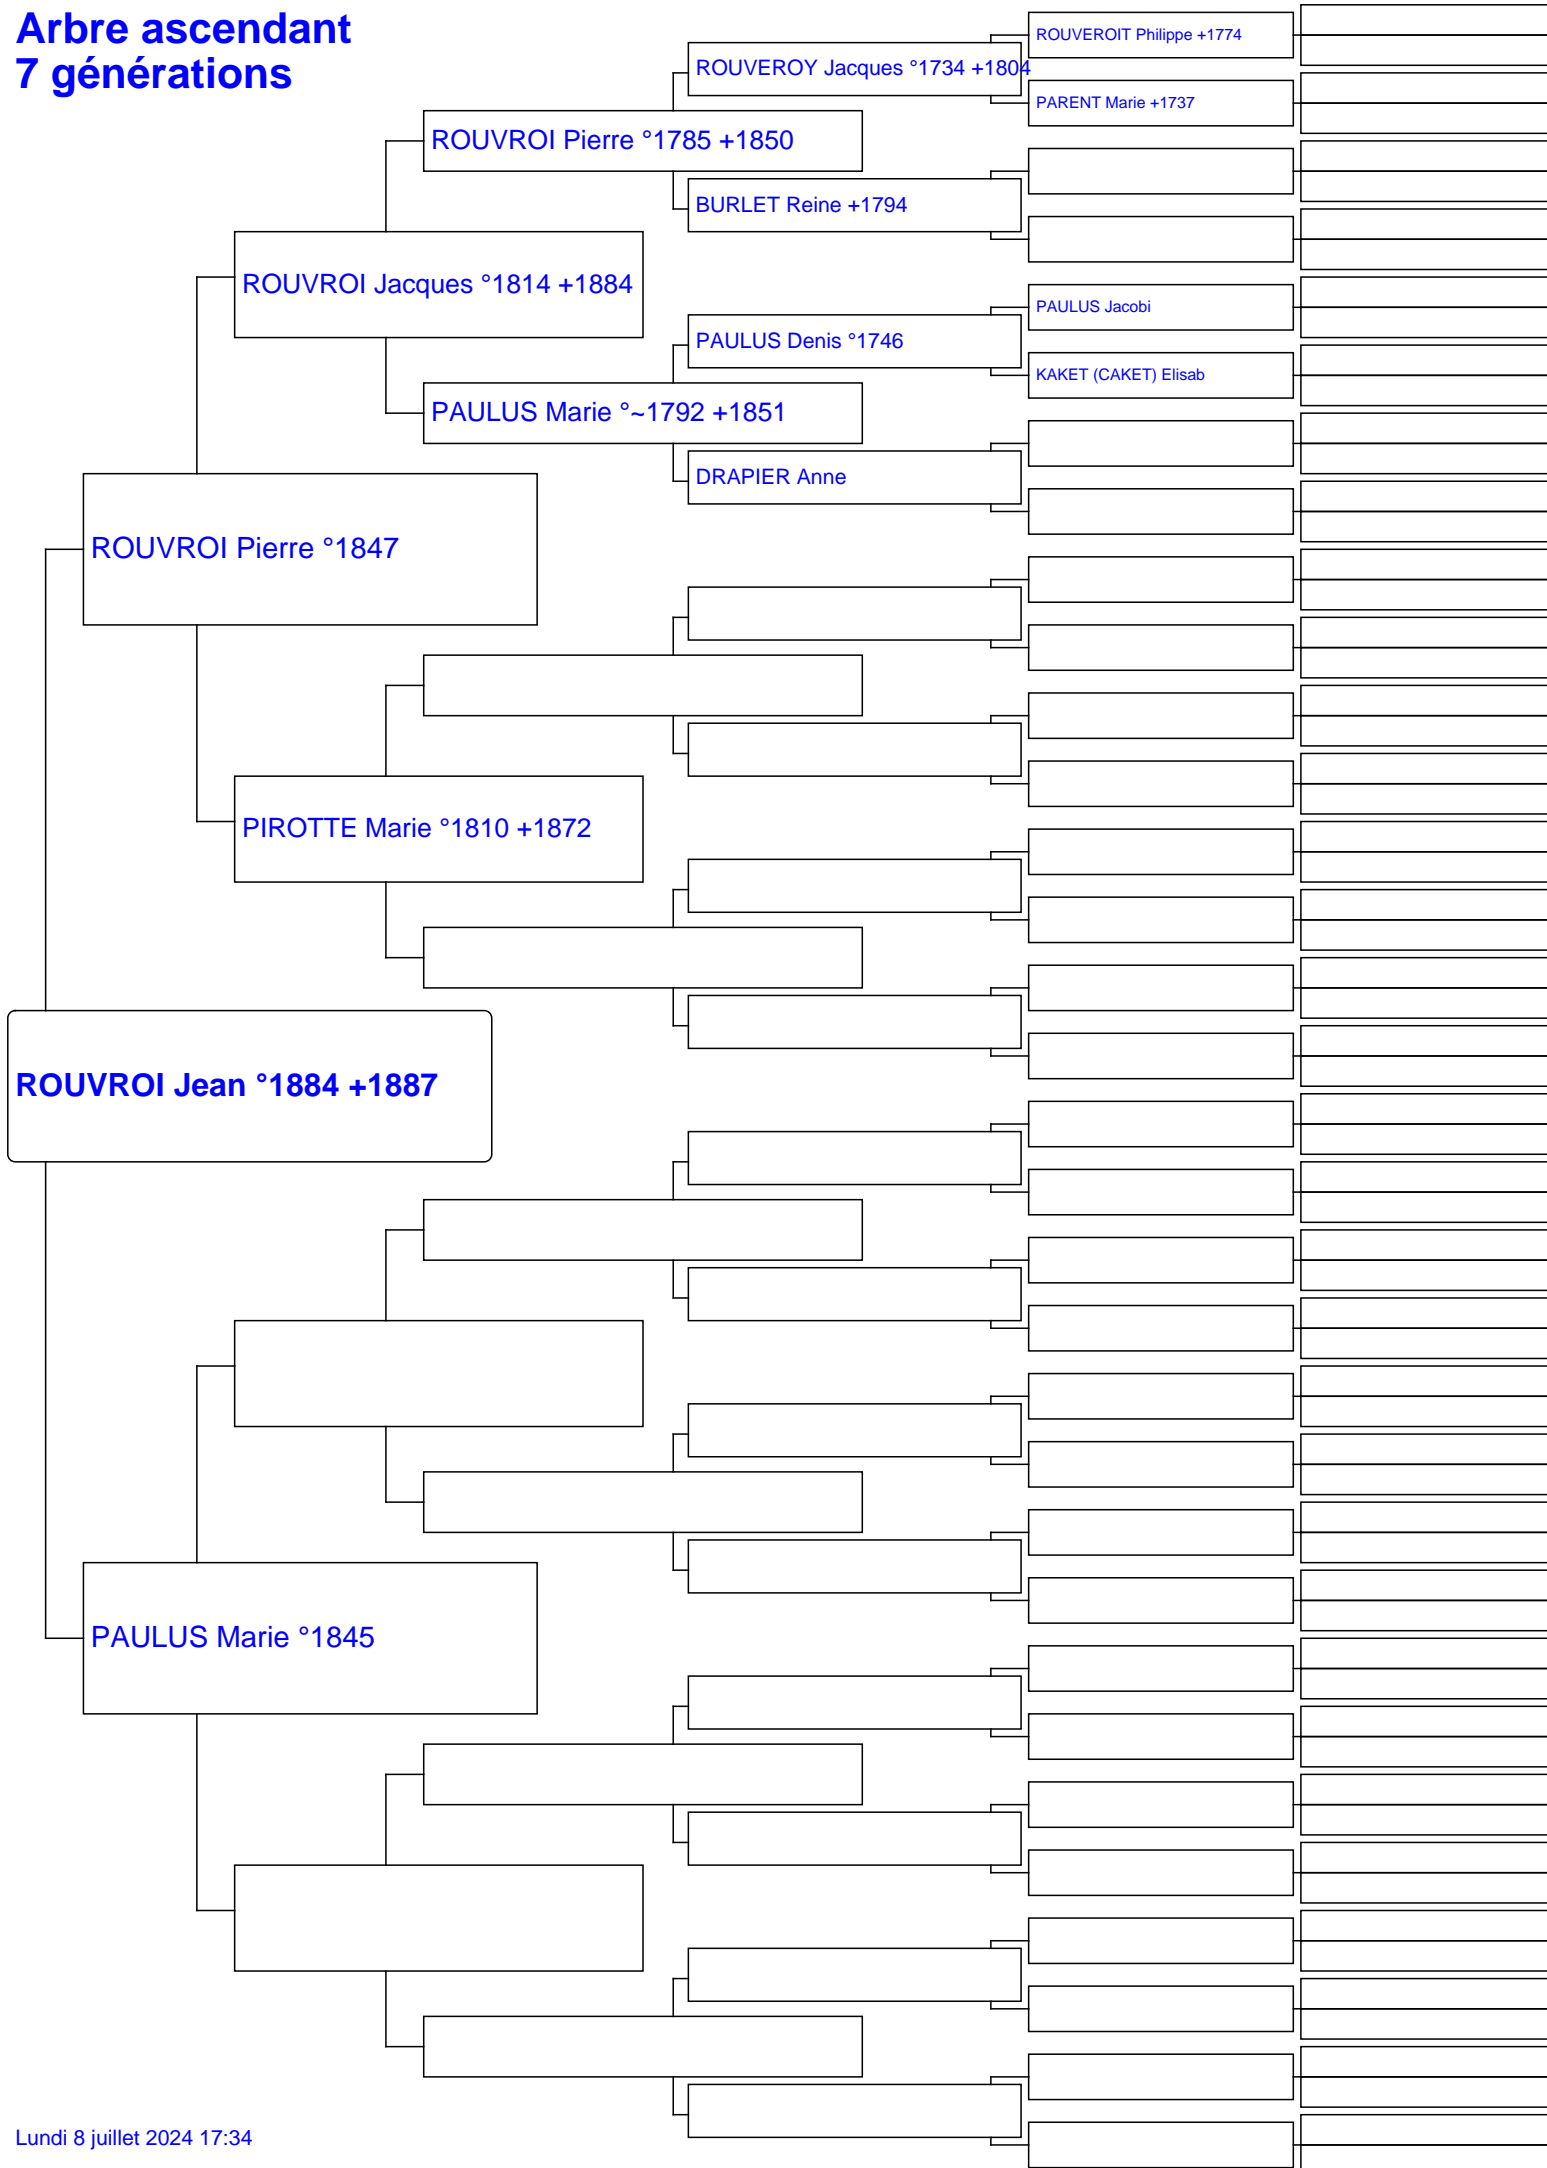 Arbre ascendant
7 générations
ROUVEROIT Philippe +1774
ROUVEROY Jacques °1734 +1804
PARENT Marie +1737
ROUVROI Pierre °1785 +1850
BURLET Reine +1794
ROUVROI Jacques °1814 +1884
PAULUS Jacobi
PAULUS Denis °1746
KAKET (CAKET) Elisab
PAULUS Marie °~1792 +1851
DRAPIER Anne
ROUVROI Pierre °1847
PIROTTE Marie °1810 +1872
ROUVROI Jean °1884 +1887
PAULUS Marie °1845
Lundi 8 juillet 2024 17:34